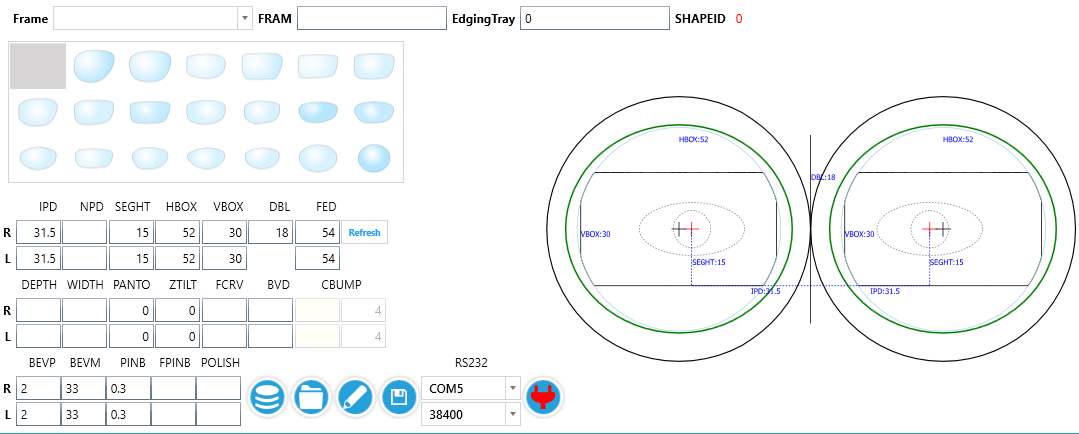 Frame FRAM EdgingTray 0 SHAPEID 0
HBOX:52 HBOX:52
DBL:18
VBOX:30 VBOX:30
SEGHT:15 SEGHT:15
IPD:31.5 IPD:31.5
IPD NPD SEGHT HBOX VBOX DBL FED
R 31.5 15 52 30 18 54 Refresh
L 31.5 15 52 30 54
DEPTH WIDTH PANTO ZTILT FCRV BVD CBUMP
R 0 0 4
L 0 0 4
BEVP BEVM PINB FPINB POLISH RS232
R 2 33 0.3 COM5
L 2 33 0.3 38400